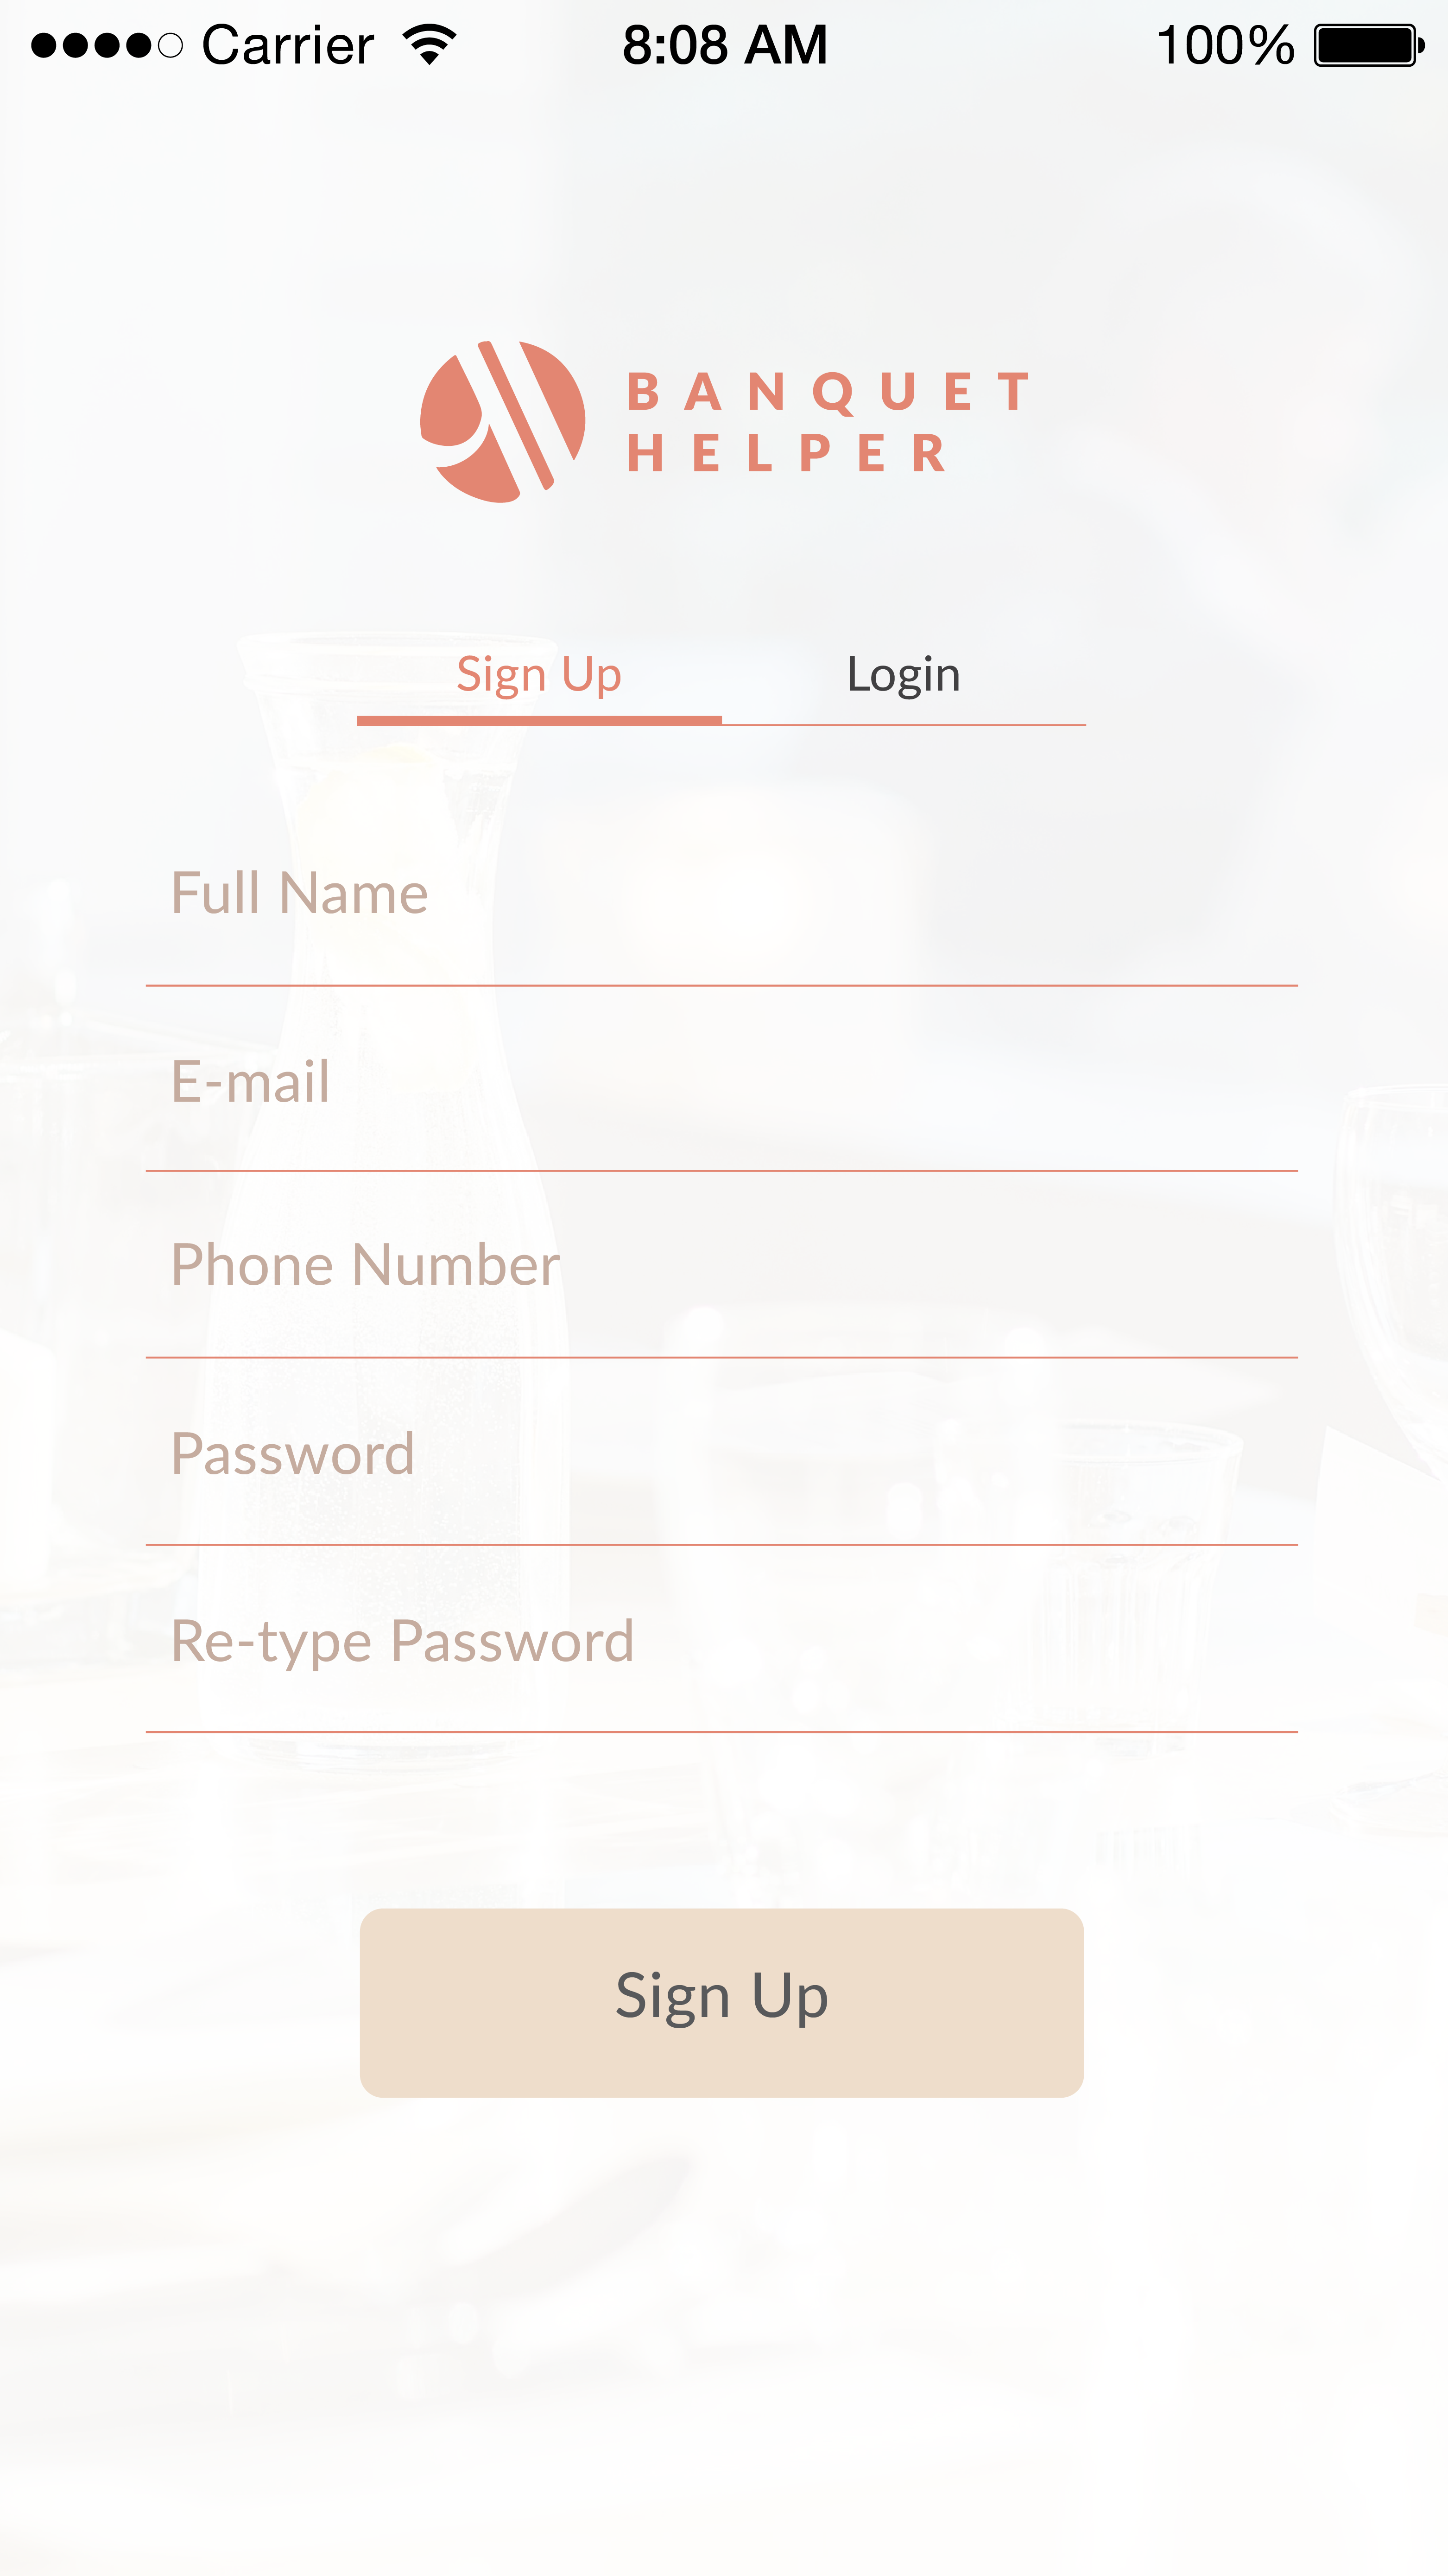 Carrier 8:08 AM 100%
BANQUET
HELPER
Sign Up Login
Full Name
E-mail
Phone Number
Password
Re-type Password
Sign Up